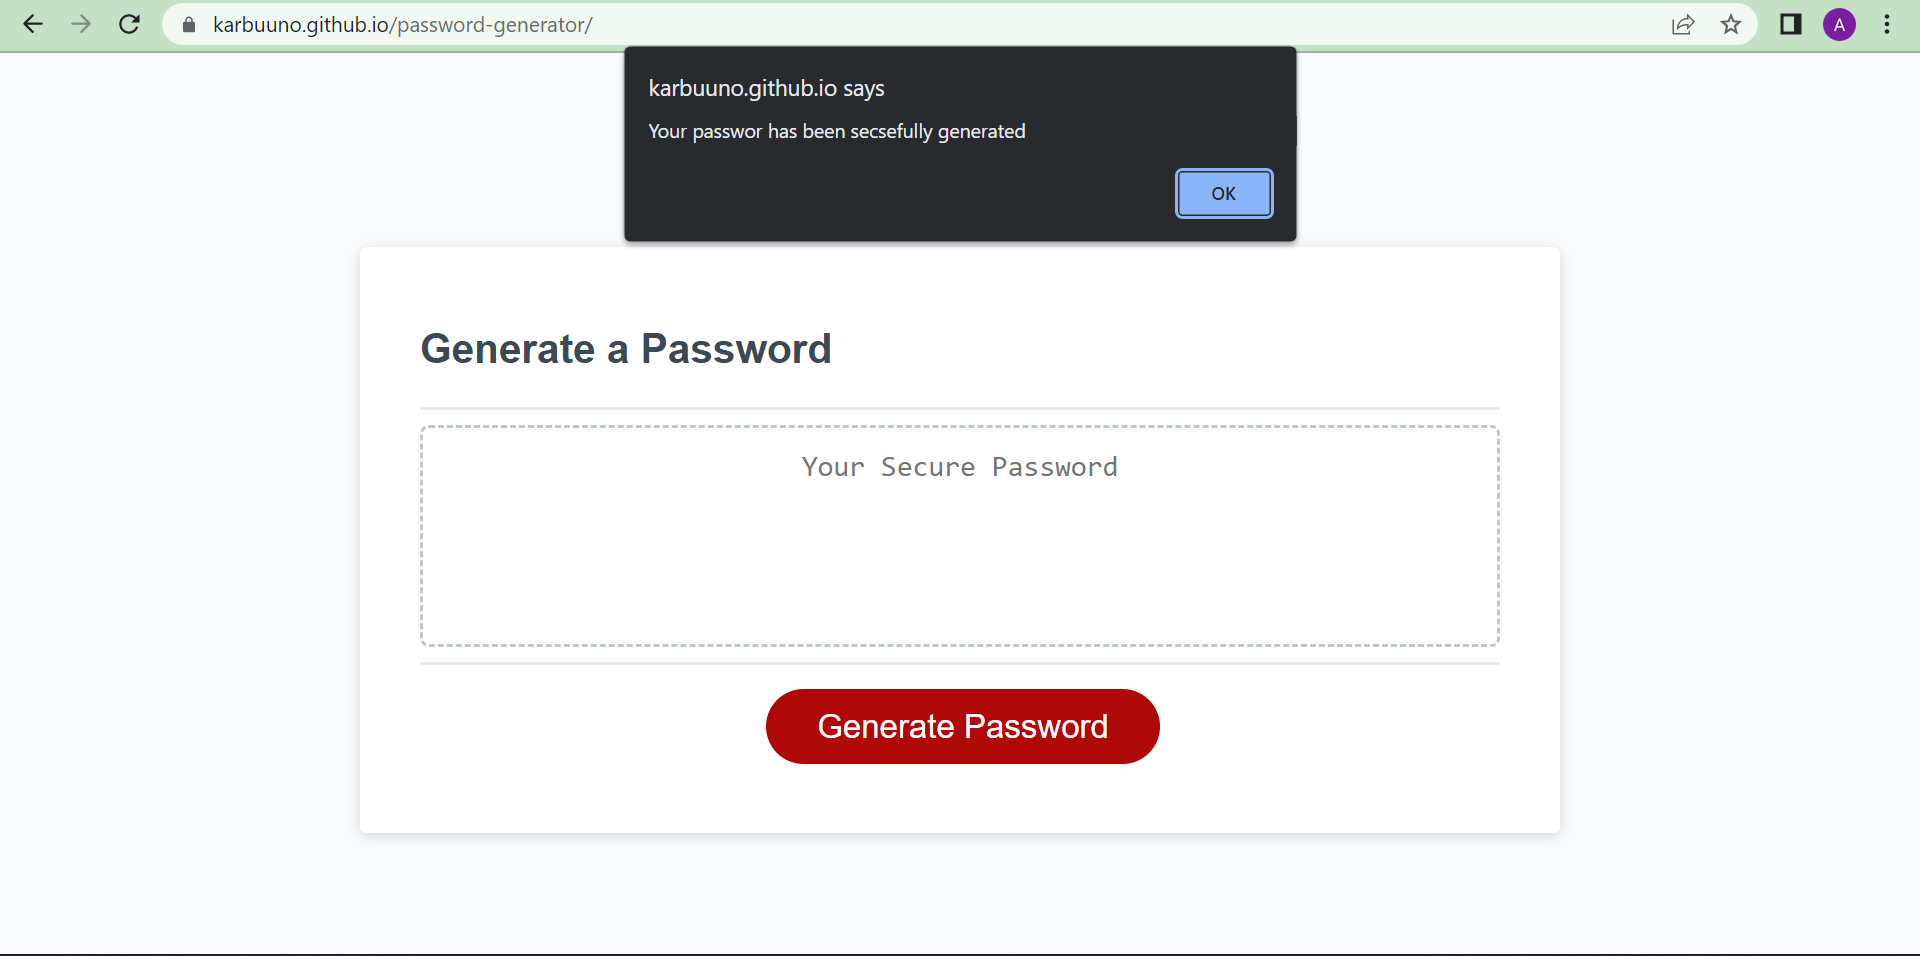 karbuuno.github.io/password-generator/
A
karbuuno.github.io says
Your passwor has been secsefully generated
OK
Generate a Password
Your Secure Password
Generate Password